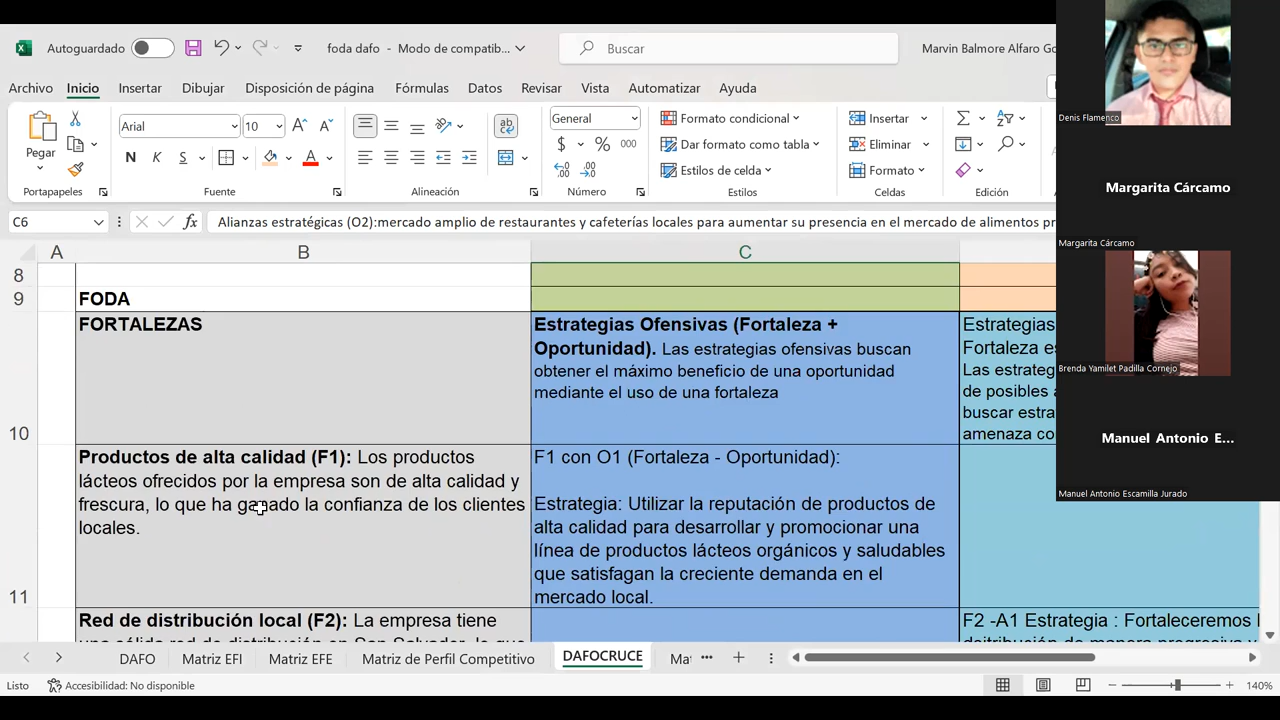 Autoguardado
foda dafo - Modo de compatib...
Buscar
Marvin Balmore Alfaro Go
Archivo Inicio Insertar Dibujar Disposición de página Fórmulas Datos Revisar Vista Automatizar Ayuda
Pegar
Portapapeles
Arial 10
N K S
Fuente
ab
Alineación
General
$ % 000
Número
Formato condicional
Dar formato como tabla
Estilos de celda
Estilos
Insertar
Eliminar
Formato
Celdas
Edición
C6 fx Alianzas estratégicas (O2):mercado amplio de restaurantes y cafeterías locales para aumentar su presencia en el mercado de alimentos pr
A B C
8
9 FODA
10
FORTALEZAS
Estrategias Ofensivas (Fortaleza +
Oportunidad). Las estrategias ofensivas buscan
obtener el máximo beneficio de una oportunidad
mediante el uso de una fortaleza
Estrategias
Fortaleza es
Las estrateg
de posibles a
buscar estra
amenaza co
11
Productos de alta calidad (F1): Los productos
lácteos ofrecidos por la empresa son de alta calidad y
frescura, lo que ha ganado la confianza de los clientes
locales.
F1 con O1 (Fortaleza - Oportunidad):
Estrategia: Utilizar la reputación de productos de
alta calidad para desarrollar y promocionar una
línea de productos lácteos orgánicos y saludables
que satisfagan la creciente demanda en el
mercado local.
Red de distribución local (F2): La empresa tiene
F2 -A1 Estrategia : Fortaleceremos l
DAFO Matriz EFI Matriz EFE Matriz de Perfil Competitivo DAFOCRUCE Ma
Listo Accesibilidad: No disponible 140%
Denis Flamenco
Margarita Cárcamo
Margarita Cárcamo
Brenda Yamilet Padilla Cornejo
Manuel Antonio E...
Manuel Antonio Escamilla Jurado